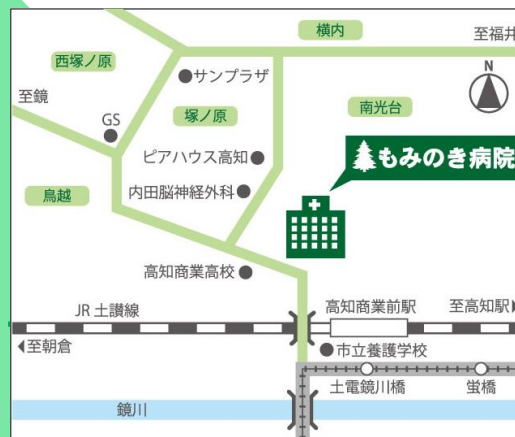 横内
至福井
西塚ノ原
サンプラザ
N
至鏡
塚ノ原
南光台
GS
ピアハウス高知
もみのき病院
鳥越
内田脳神経外科
高知商業高校
JR土讃線
高知商業前駅
至高知駅
至朝倉
市立養護学校
土電鏡川橋
蛍橋
鏡川